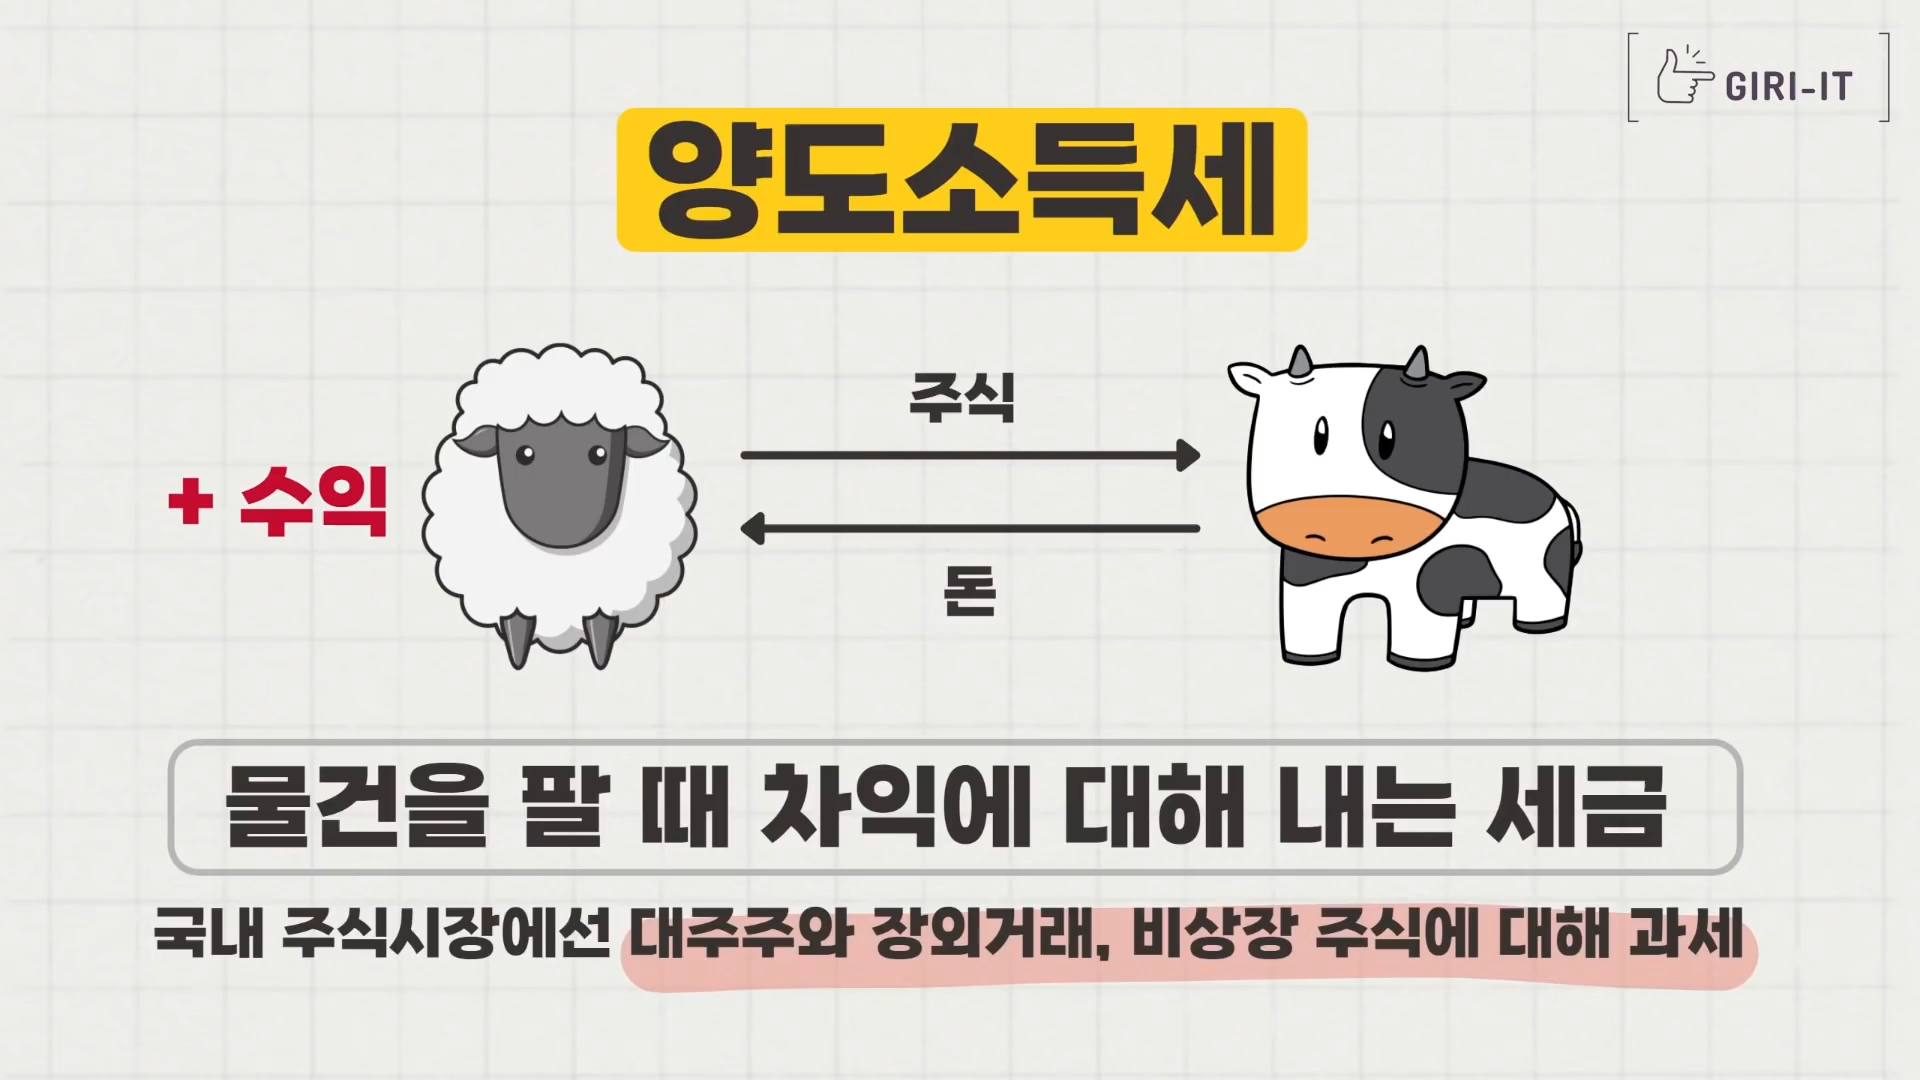 GIRI-IT
양도소득세
주식
+ 수익
돈
물건을 팔 때 차익에 대해 내는 세금
국내 주식시장에선 대주주와 장외거래, 비상장 주식에 대해 과세